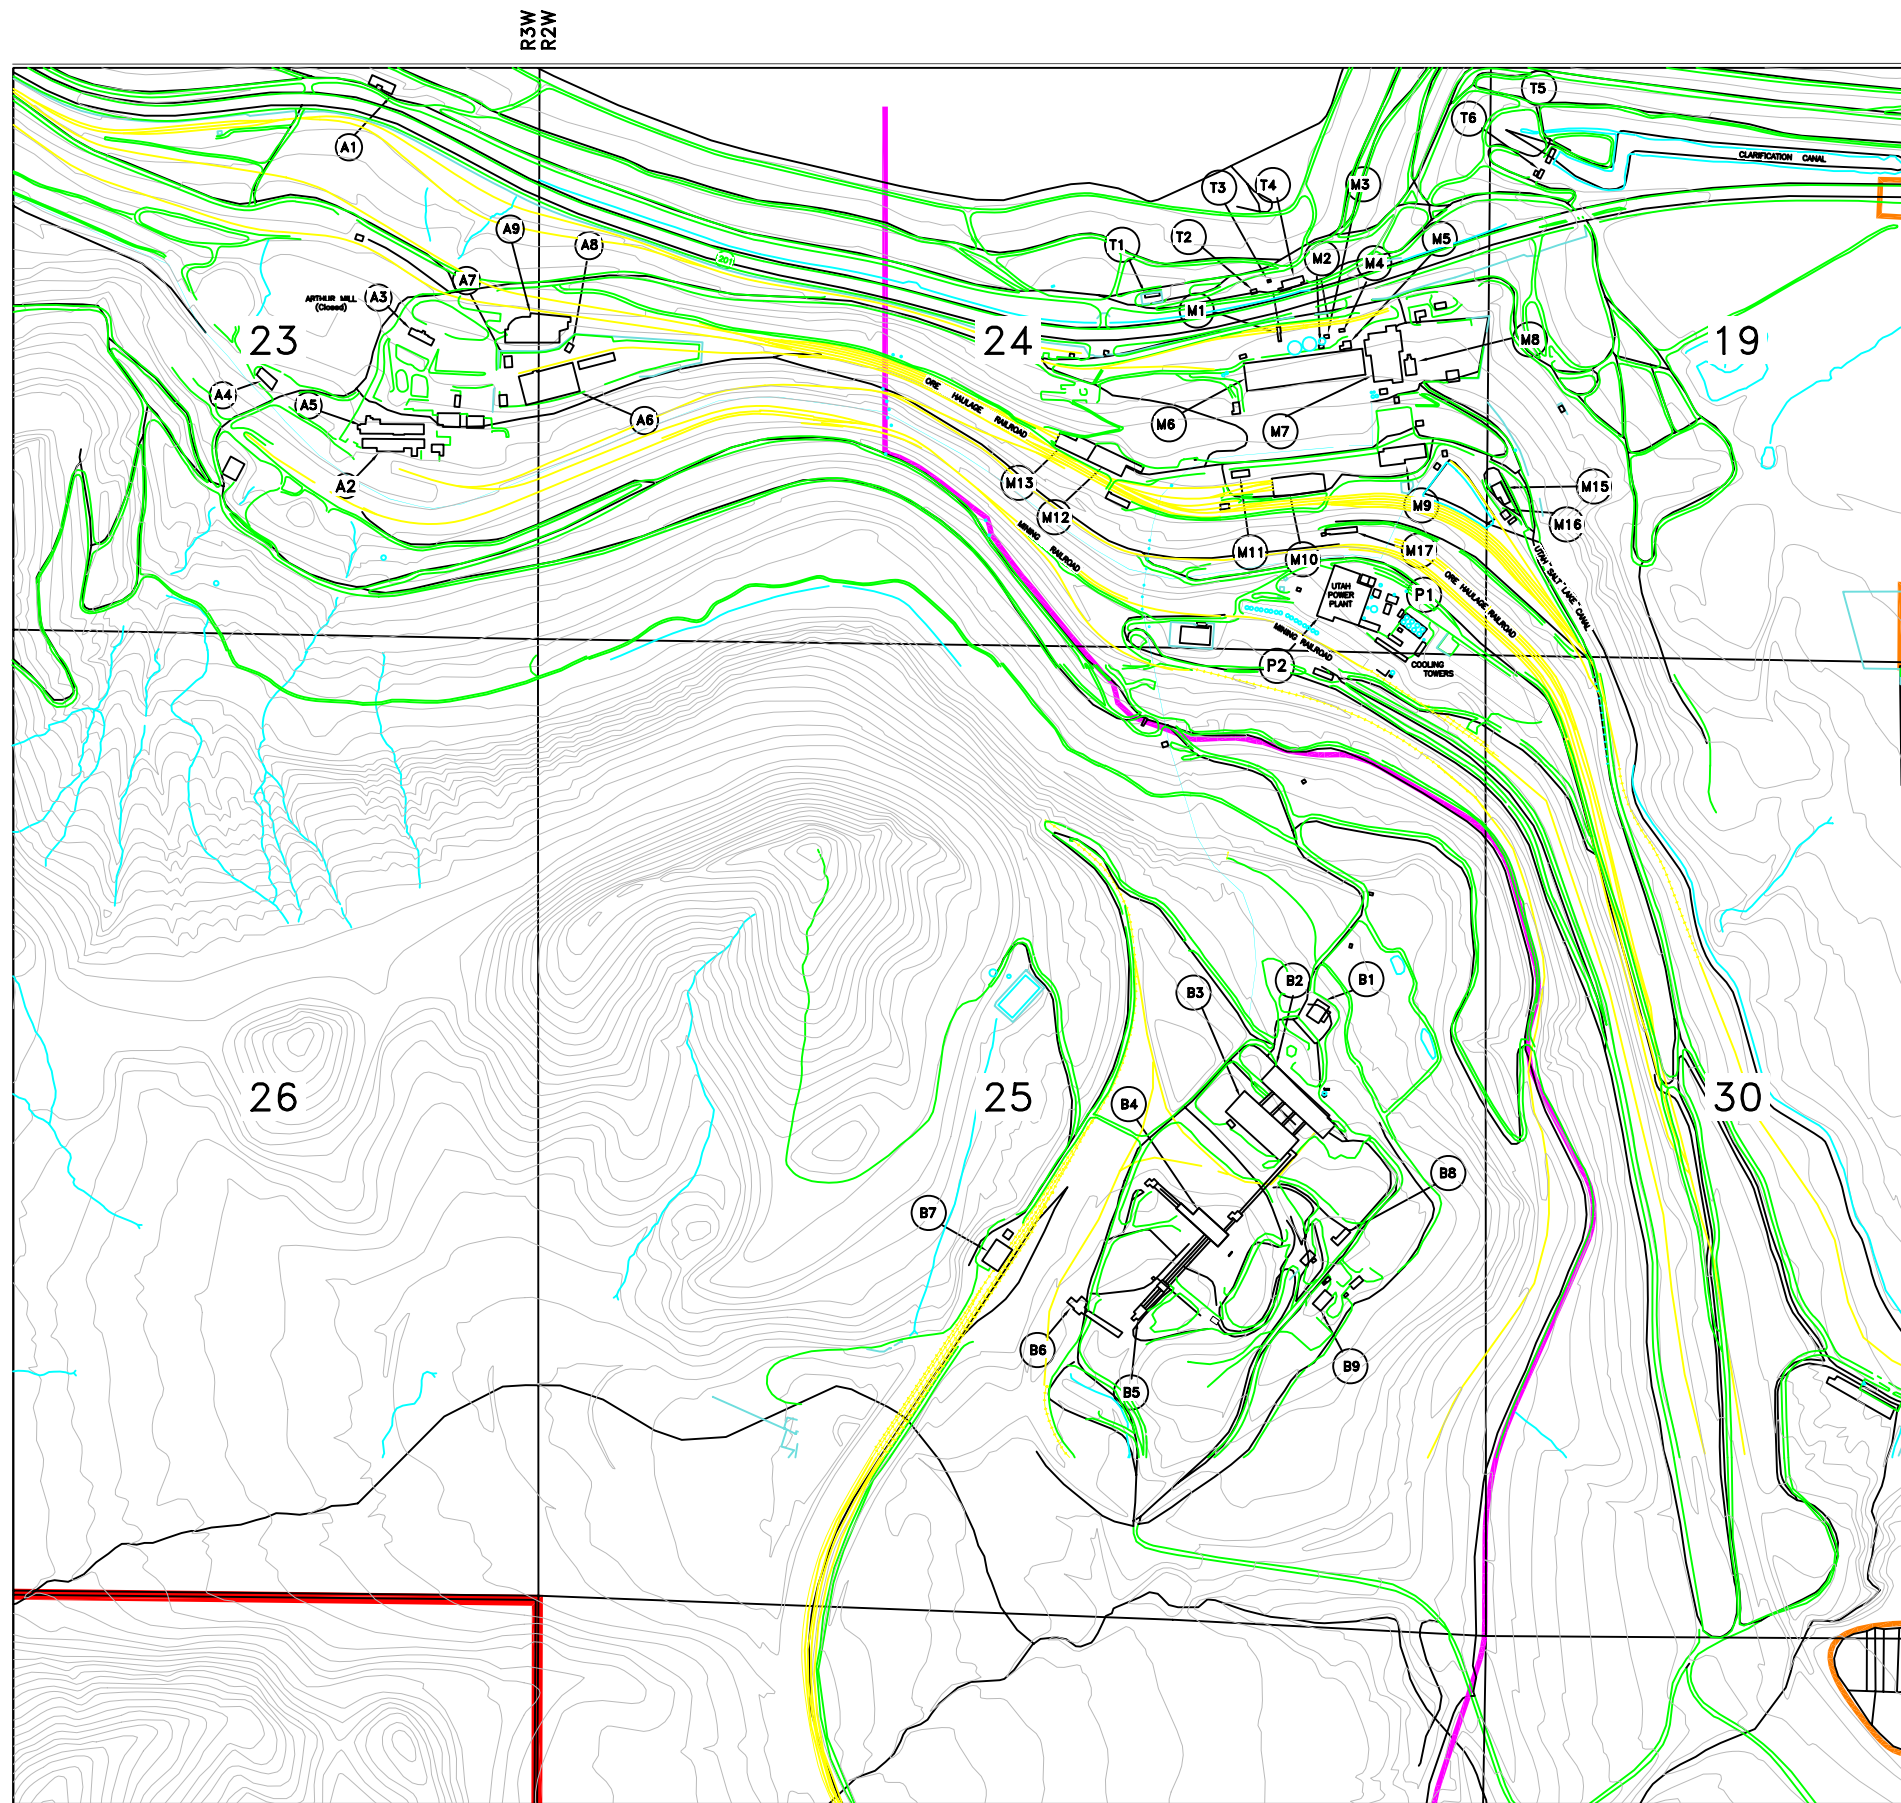 R3W
R2W
T5
T6
A1
CLARIFICATION CANAL
T3
T4
M3
A9
A8
T1
T2
M2
M4
M5
201
A7
ARTHUR MILL
(Closed)
A3
M1
23
24
19
M8
A4
A5
A6
ORE HAULAGE RAILROAD
M6
M7
A2
M13
M12
M9
M15
M16
MINING RAILROAD
M11
M10
M17
UTAH SALT LAKE CANAL
ORE HAULAGE RAILROAD
UTAH
POWER
PLANT
P1
MINING RAILROAD
P2
COOLING
TOWERS
B3
B2
B1
26
25
30
B4
B8
B7
B6
B5
B9